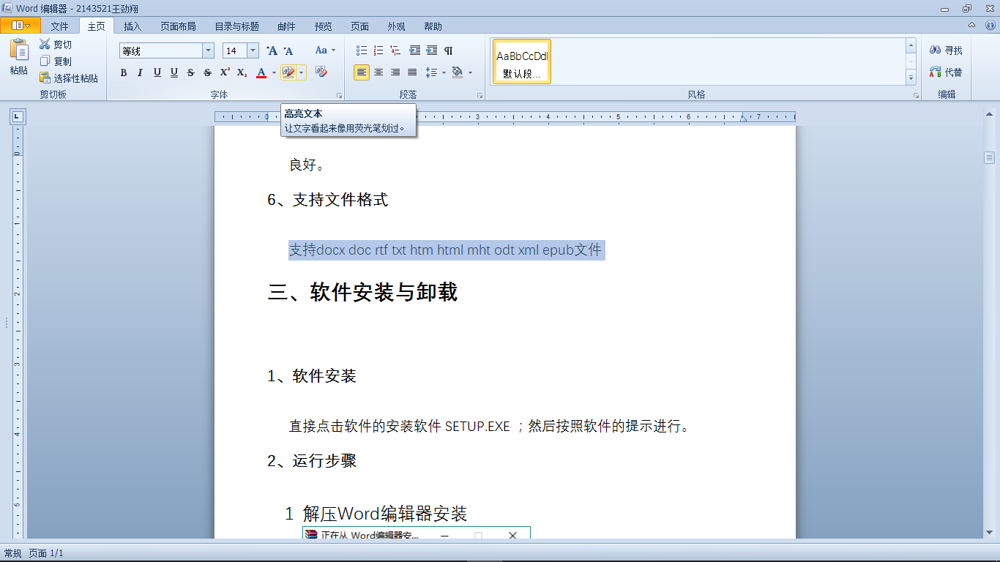 Word 编辑器 - 2143521王劲翔
文件 主页 插入 页面布局 目录与标题 邮件 预览 页面 外观 帮助
粘贴
剪切
复制
选择性粘贴
剪切板
等线 14
字体
段落
AaBbCcDd
默认段...
风格
寻找
代替
编辑
高亮文本
让文字看起来像用荧光笔划过。
良好。
6、支持文件格式
支持docx doc rtf txt htm html mht odt xml epub文件
三、软件安装与卸载
1、软件安装
直接点击软件的安装软件 SETUP.EXE ；然后按照软件的提示进行。
2、运行步骤
1 解压Word编辑器安装
正在从 Word编辑器安...
常规 页面 1/1